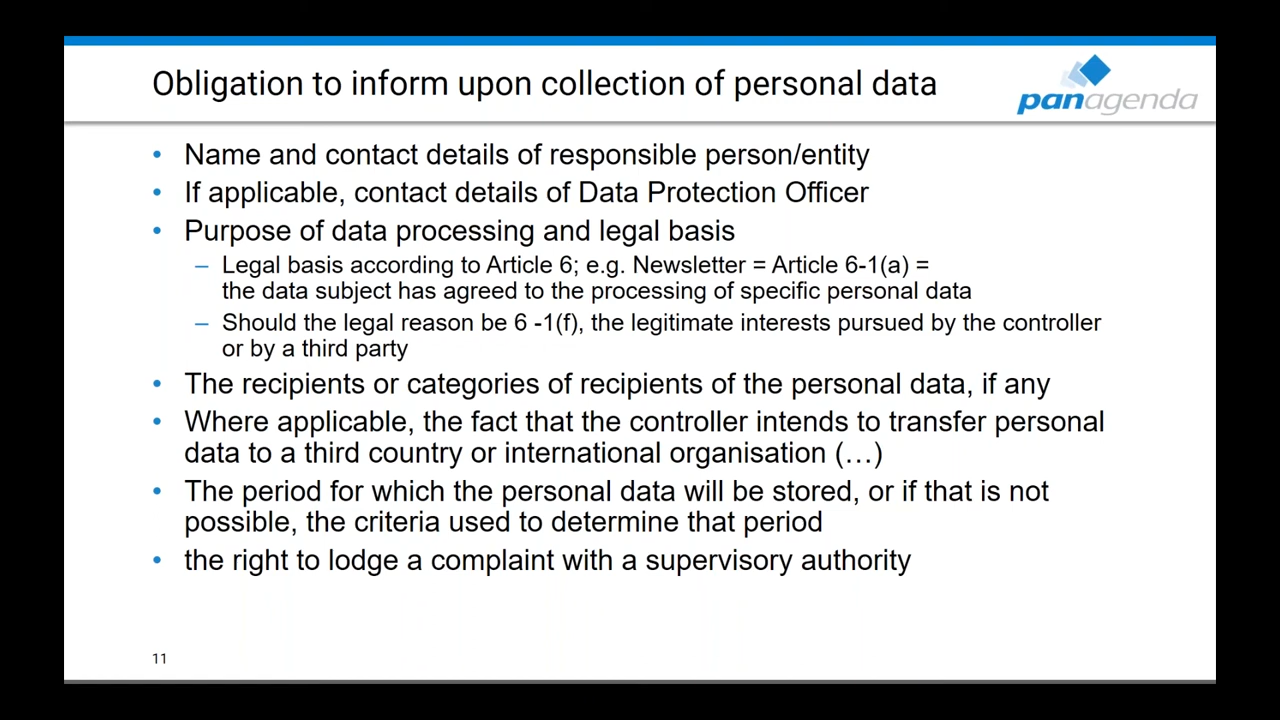 Obligation to inform upon collection of personal data
panagenda
• Name and contact details of responsible person/entity
• If applicable, contact details of Data Protection Officer
• Purpose of data processing and legal basis
– Legal basis according to Article 6; e.g. Newsletter = Article 6-1(a) =
the data subject has agreed to the processing of specific personal data
– Should the legal reason be 6 -1(f), the legitimate interests pursued by the controller
or by a third party
• The recipients or categories of recipients of the personal data, if any
• Where applicable, the fact that the controller intends to transfer personal
data to a third country or international organisation (…)
• The period for which the personal data will be stored, or if that is not
possible, the criteria used to determine that period
• the right to lodge a complaint with a supervisory authority
11